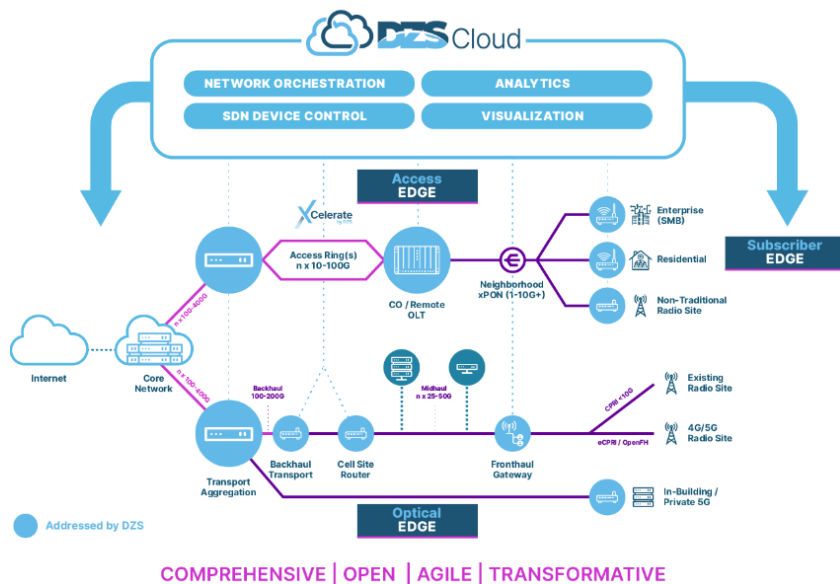 DZS Cloud
NETWORK ORCHESTRATION
ANALYTICS
SDN DEVICE CONTROL
VISUALIZATION
Access
EDGE
XCelerate
by DZS
Access Ring(s)
n x 10-100G
CO / Remote
OLT
Neighborhood
xPON (1-10G+)
Enterprise
(SMB)
Residential
Non-Traditional
Radio Site
Subscriber
EDGE
n x 100-400G
Internet
Core
Network
n x 100-400G
Backhaul
100-200G
Midhaul
n x 25-50G
CPRI <10G
Existing
Radio Site
4G/5G
Radio Site
eCPRI / OpenFH
Transport
Aggregation
Backhaul
Transport
Cell Site
Router
Fronthaul
Gateway
In-Building /
Private 5G
Optical
EDGE
Addressed by DZS
COMPREHENSIVE | OPEN | AGILE | TRANSFORMATIVE